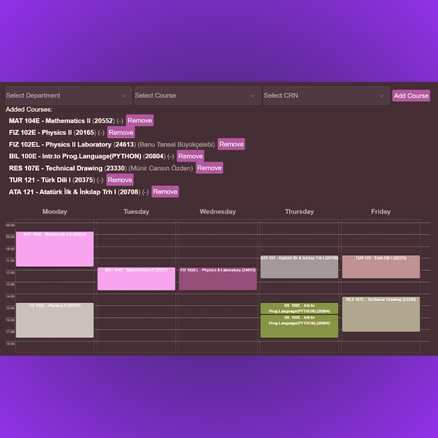 Select Department
Select Course
Select CRN
Add Course
Added Courses:
MAT 104E - Mathematics II (20552) (-) Remove
FIZ 102E - Physics II (20165) (-) Remove
FIZ 102EL - Physics II Laboratory (24613) (Banu Tansel Büyükçelebi) Remove
BIL 100E - Intr.to Prog.Language(PYTHON) (20804) (-) Remove
RES 107E - Technical Drawing (23330) (Münir Cansın Özden) Remove
TUR 121 - Türk Dili I (20375) (-) Remove
ATA 121 - Atatürk İlk & İnkılap Trh I (20708) (-) Remove
Monday
Tuesday
Wednesday
Thursday
Friday
MAT 104E - Mathematics II (20552)
ATA 121 - Atatürk İlk & İnkılap Trh I (20708)
TUR 121 - Türk Dili I (20375)
MAT 104E - Mathematics II (20552)
FIZ 102EL - Physics II Laboratory (24613)
RES 107E - Technical Drawing (23330)
FIZ 102E - Physics II (20165)
BIL 100E - Intr.to
Prog.Language(PYTHON) (20804)
BIL 100E - Intr.to
Prog.Language(PYTHON) (20804)